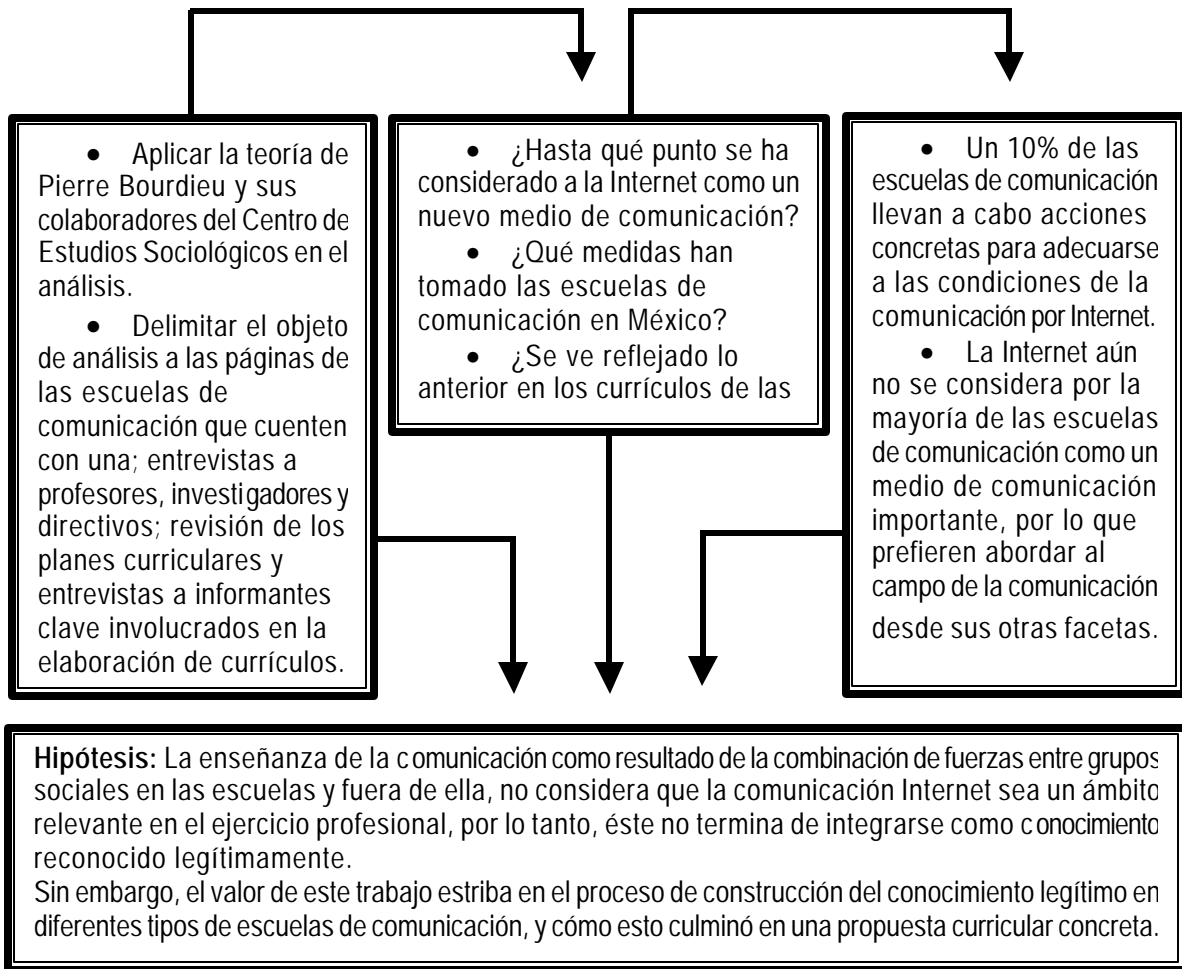 • Aplicar la teoría de
Pierre Bourdieu y sus
colaboradores del Centro de
Estudios Sociológicos en el
análisis.
• Delimitar el objeto
de análisis a las páginas de
las escuelas de
comunicación que cuenten
con una; entrevistas a
profesores, investigadores y
directivos; revisión de los
planes curriculares y
entrevistas a informantes
clave involucrados en la
elaboración de currículos.
• ¿Hasta qué punto se ha
considerado a la Internet como un
nuevo medio de comunicación?
• ¿Qué medidas han
tomado las escuelas de
comunicación en México?
• ¿Se ve reflejado lo
anterior en los currículos de las
• Un 10% de las
escuelas de comunicación
llevan a cabo acciones
concretas para adecuarse
a las condiciones de la
comunicación por Internet.
• La Internet aún
no se considera por la
mayoría de las escuelas
de comunicación como un
medio de comunicación
importante, por lo que
prefieren abordar al
campo de la comunicación
desde sus otras facetas.
Hipótesis: La enseñanza de la comunicación como resultado de la combinación de fuerzas entre grupos
sociales en las escuelas y fuera de ella, no considera que la comunicación Internet sea un ámbito
relevante en el ejercicio profesional, por lo tanto, éste no termina de integrarse como conocimiento
reconocido legítimamente.
Sin embargo, el valor de este trabajo estriba en el proceso de construcción del conocimiento legítimo en
diferentes tipos de escuelas de comunicación, y cómo esto culminó en una propuesta curricular concreta.